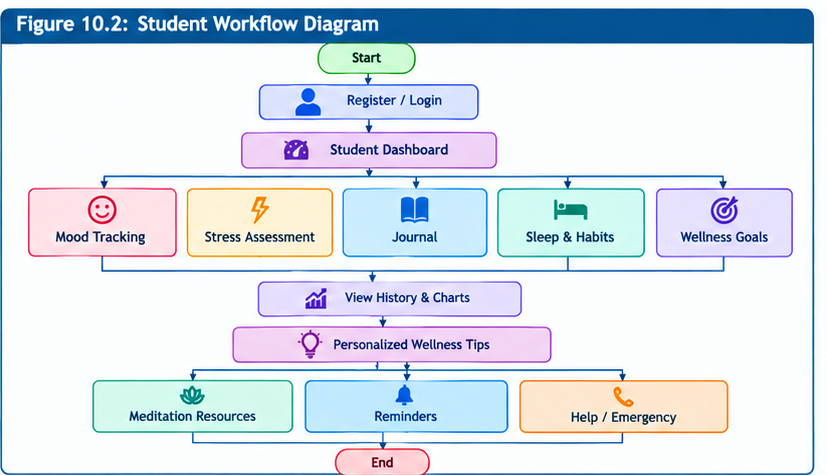 Figure 10.2: Student Workflow Diagram
Start
Register / Login
Student Dashboard
Mood Tracking
Stress Assessment
Journal
Sleep & Habits
Wellness Goals
View History & Charts
Personalized Wellness Tips
Meditation Resources
Reminders
Help / Emergency
End